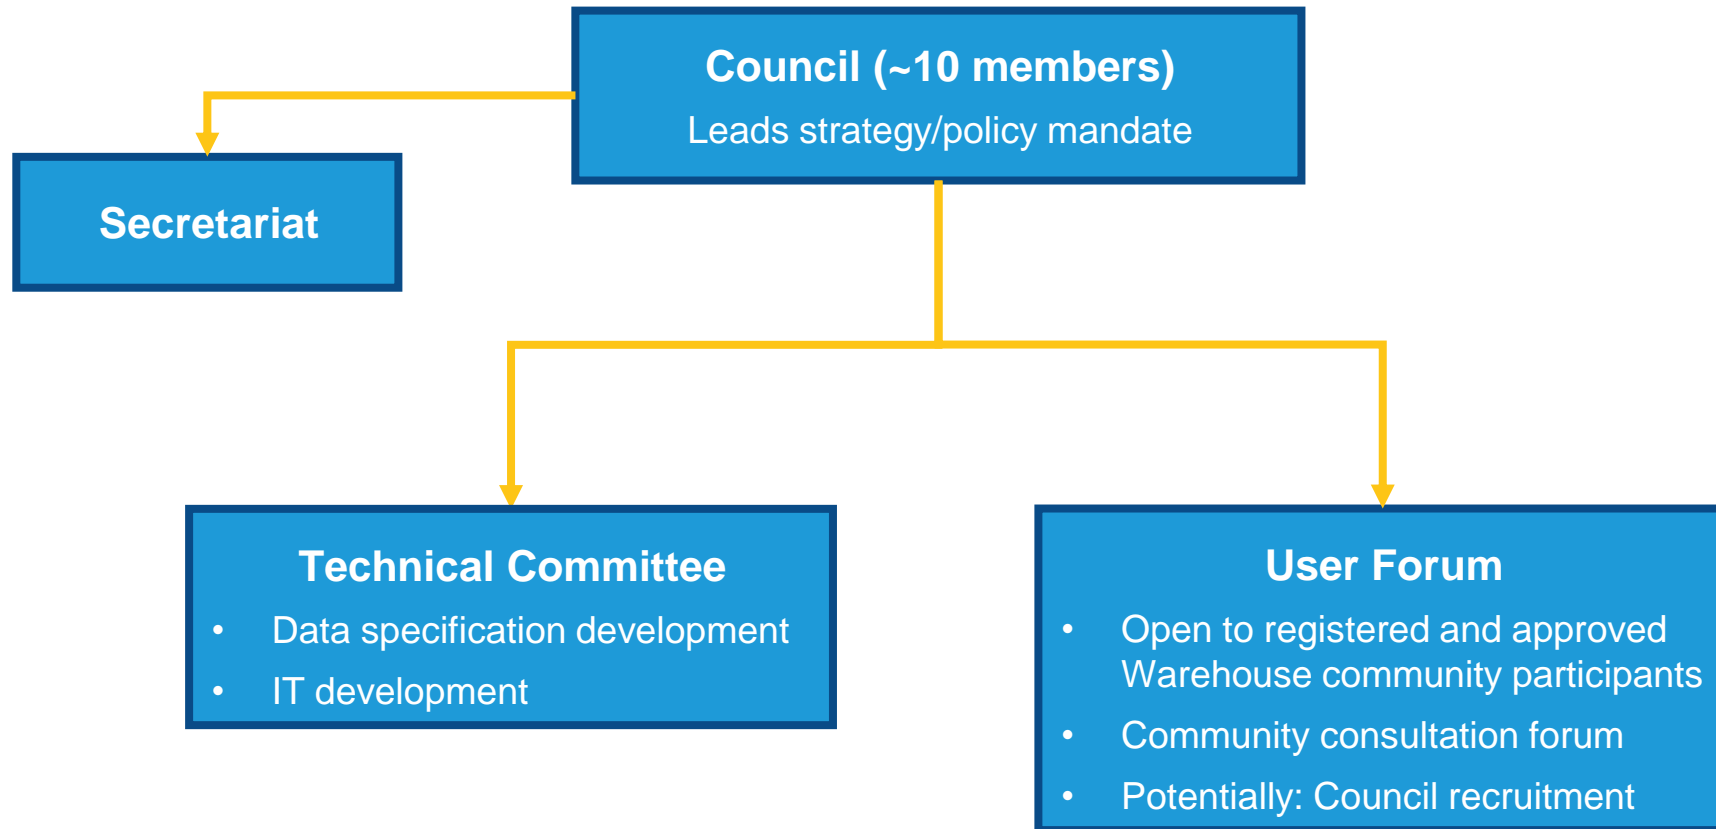 Council (~10 members)
Leads strategy/policy mandate
Secretariat
Technical Committee
• Data specification development
• IT development
User Forum
• Open to registered and approved
Warehouse community participants
• Community consultation forum
• Potentially: Council recruitment